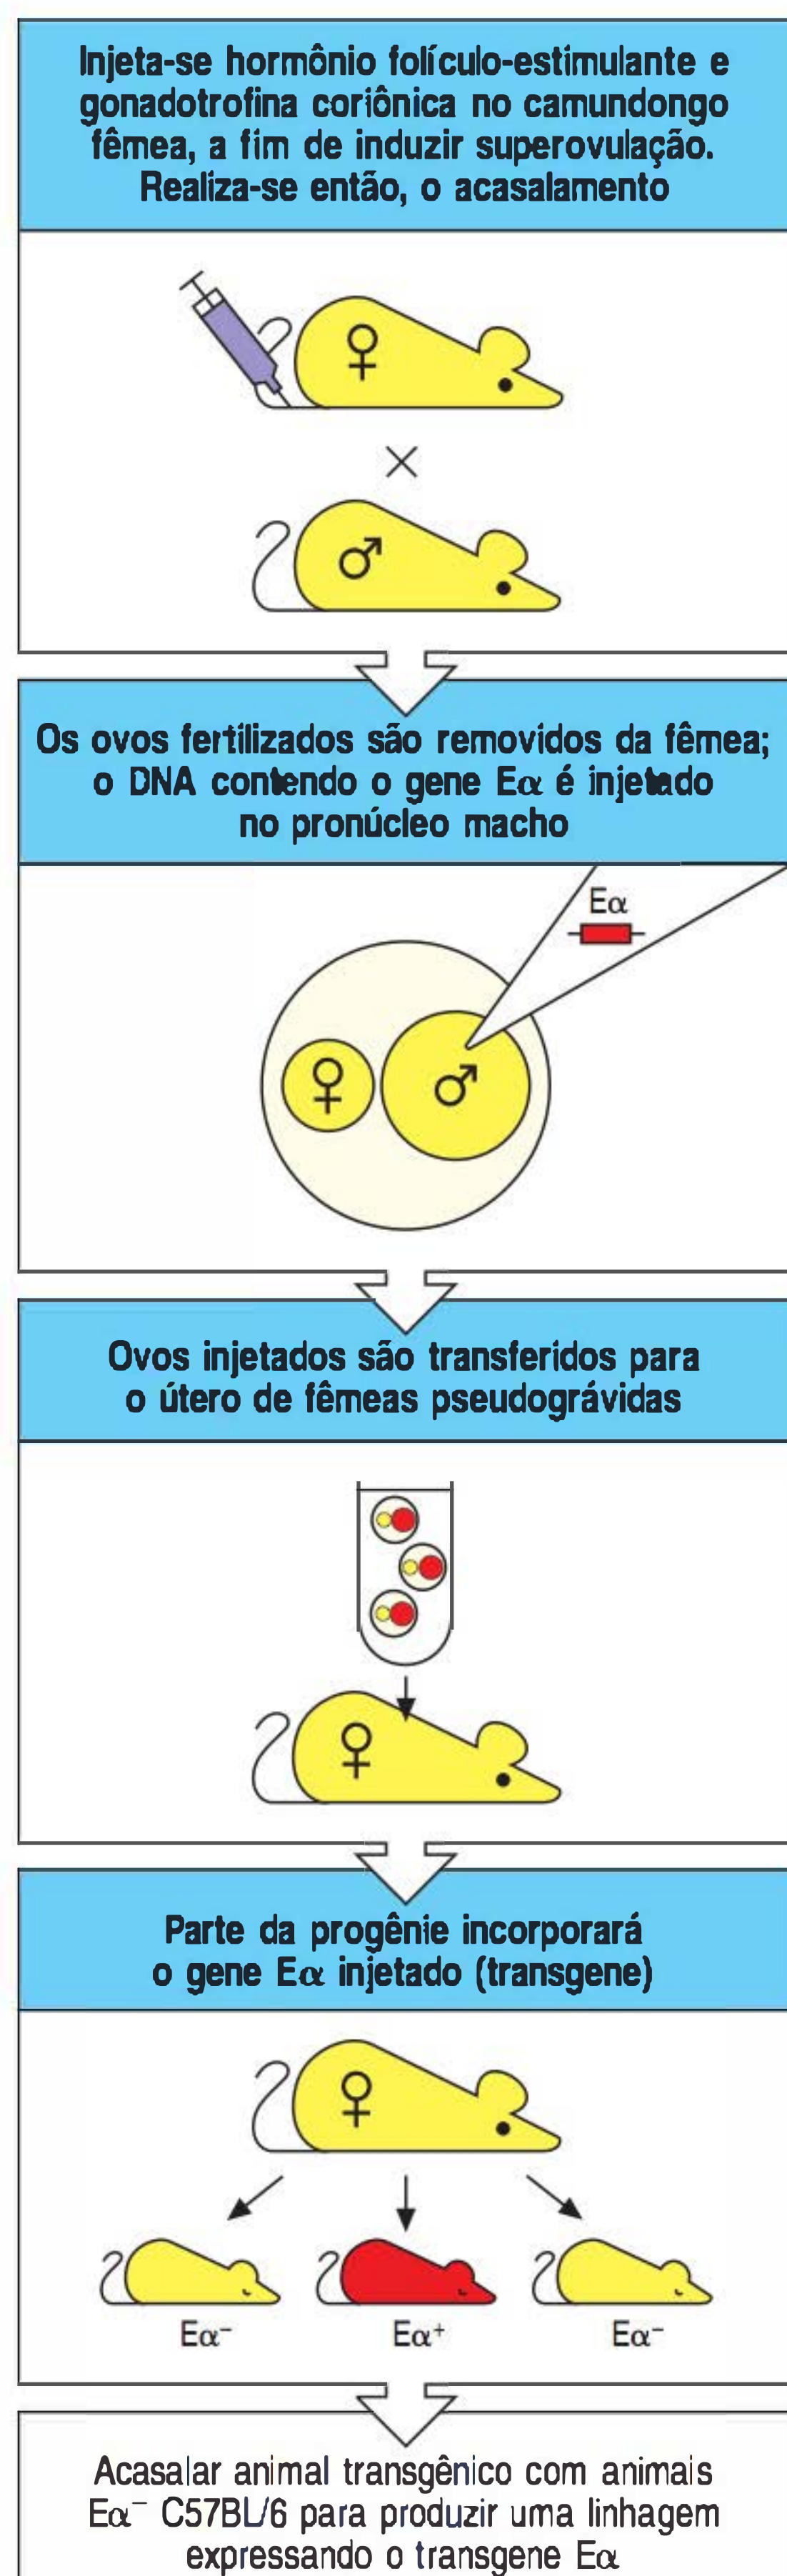 Injeta-se hormônio folículo-estimulante e
gonadotrofina coriônica no camundongo
fêmea, a fim de induzir superovulação.
Realiza-se então, o acasalamento
♀
×
♂
Os ovos fertilizados são removidos da fêmea;
o DNA contendo o gene Eα é injetado
no pronúcleo macho
Eα
♀ ♂
Ovos injetados são transferidos para
o útero de fêmeas pseudográvidas
♀
Parte da progênie incorporará
o gene Eα injetado (transgene)
♀
Eα⁻ Eα⁺ Eα⁻
Acasalar animal transgênico com animais
Eα⁻ C57BL/6 para produzir uma linhagem
expressando o transgene Eα